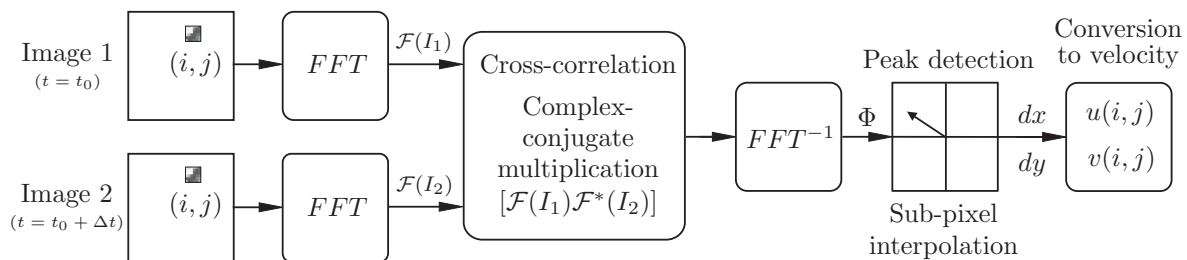 Image 1
(t = t₀)
(i, j)
FFT
ℱ(I₁)
Image 2
(t = t₀ + Δt)
(i, j)
FFT
ℱ(I₂)
Cross-correlation
Complex-
conjugate
multiplication
[ℱ(I₁)ℱ*(I₂)]
FFT⁻¹
Φ
Peak detection
Sub-pixel
interpolation
dx
dy
Conversion
to velocity
u(i, j)
v(i, j)